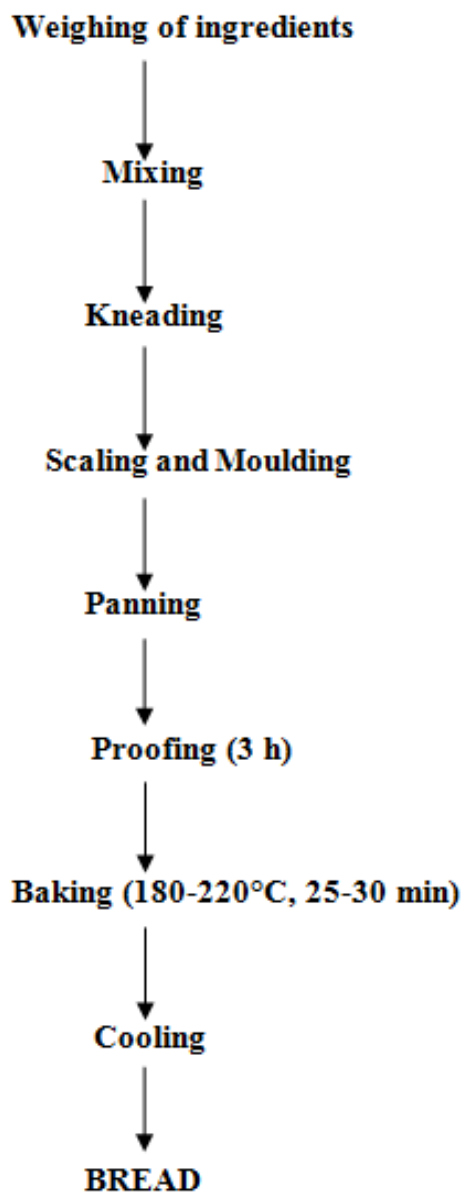 Weighing of ingredients
Mixing
Kneading
Scaling and Moulding
Panning
Proofing (3 h)
Baking (180-220°C, 25-30 min)
Cooling
BREAD